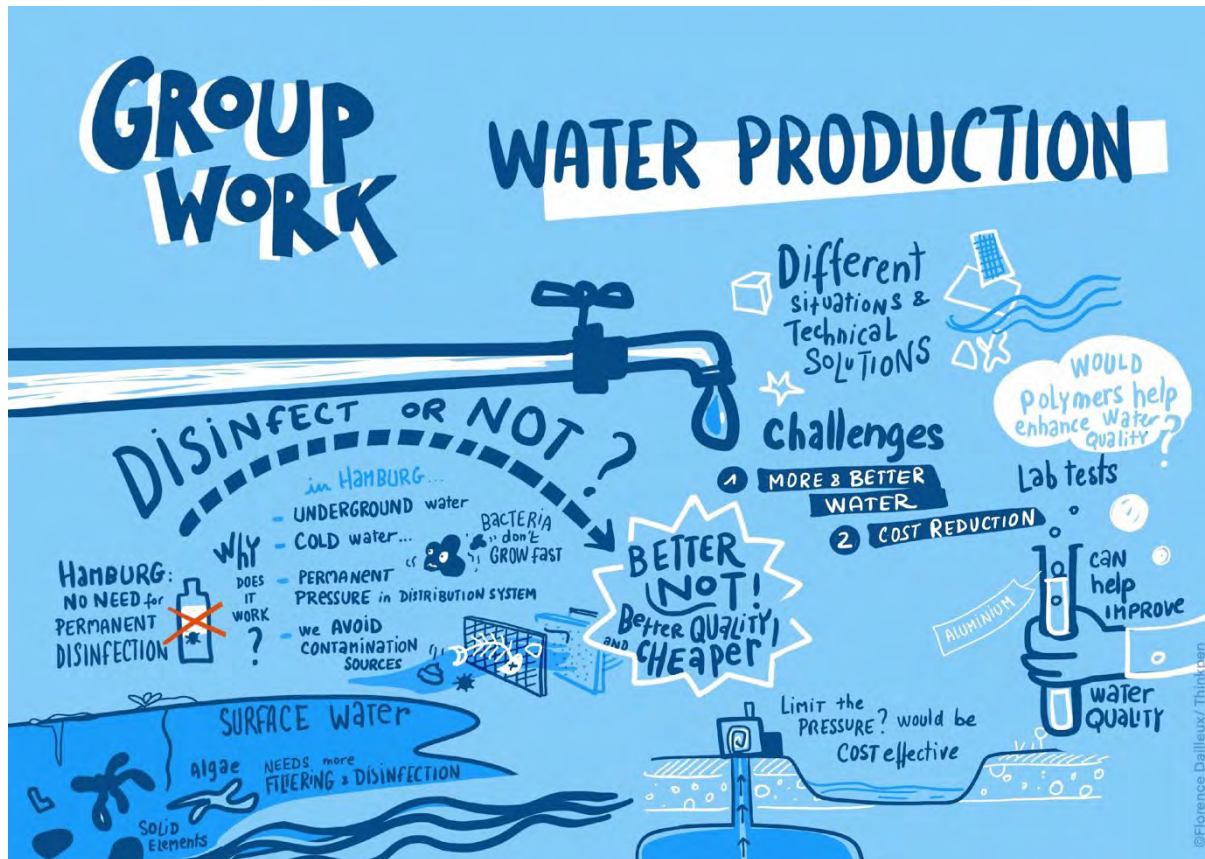 GROUP
WORK
WATER PRODUCTION
Different
situations &
Technical
SOLUTIONS
WOULD
polymers help
enhance water
Quality?
DISINFECT OR NOT?
in HAMBURG...
- UNDERGROUND water
- COLD water...
BACTERIA
don't
GROW FAST
- PERMANENT
PRESSURE in DISTRIBUTION SYSTEM
- we AVOID
CONTAMINATION
SOURCES
HAMBURG:
NO NEED for
PERMANENT
DISINFECTION
Why
DOES
IT
WORK
?
BETTER
NOT!
Better QUALITY,
AND CHEAPER
challenges
1 MORE & BETTER
WATER
2 COST REDUCTION
Lab tests
CAN
help
IMPROVE
water
QUALITY
ALUMINIUM
SURFACE water
Algae
NEEDS more
FILTERING & DISINFECTION
SOLID
ELEMENTS
LIMIT the
PRESSURE? would be
COST effective
©Florence Dailleux/ Thinkpen